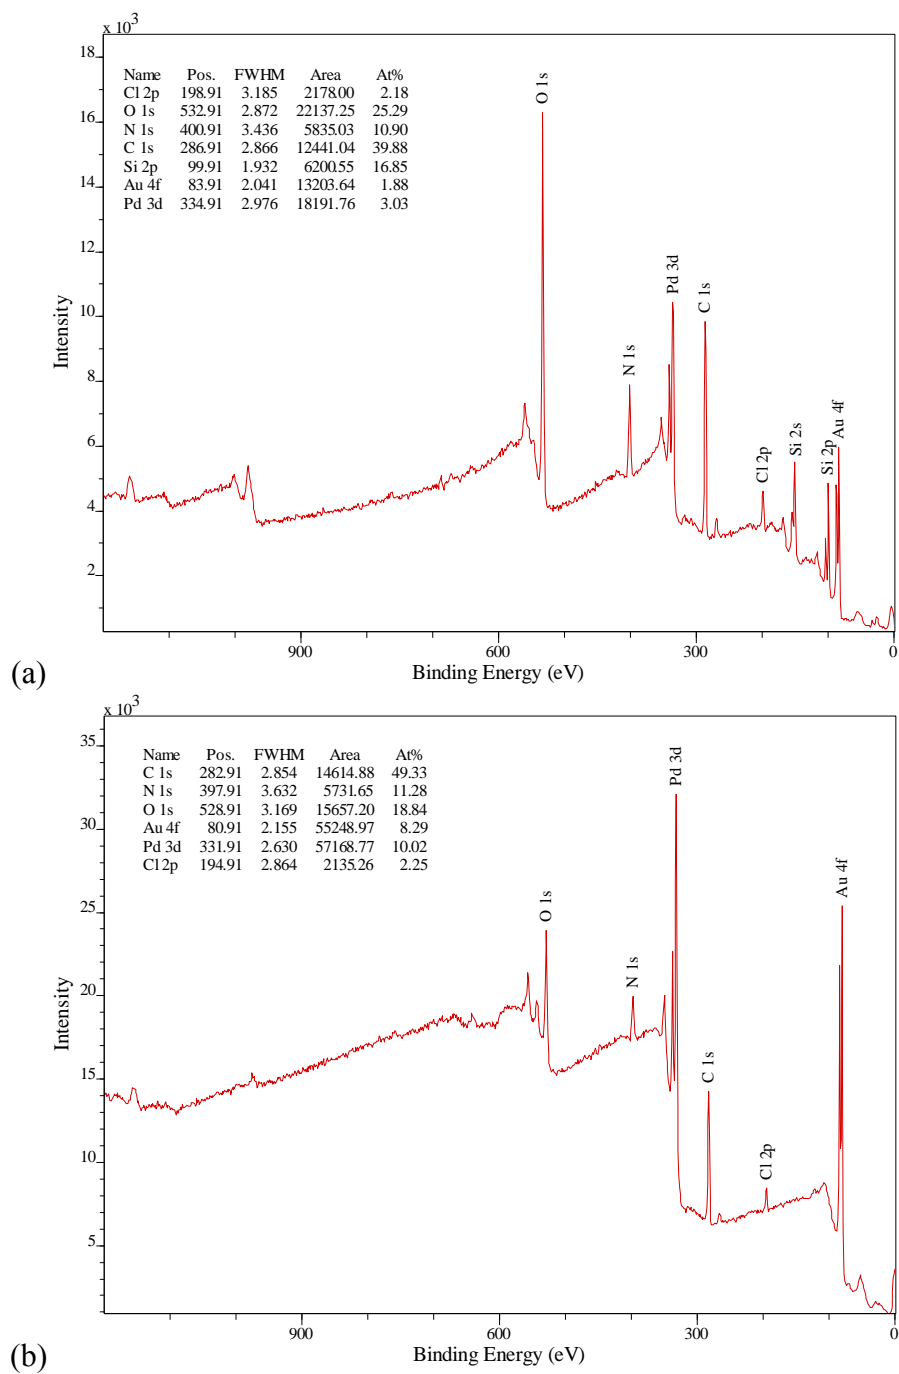 x 10³
18
16
14
12
10
8
6
4
2
Intensity
Name Pos. FWHM Area At%
Cl 2p 198.91 3.185 2178.00 2.18
O 1s 532.91 2.872 22137.25 25.29
N 1s 400.91 3.436 5835.03 10.90
C 1s 286.91 2.866 12441.04 39.88
Si 2p 99.91 1.932 6200.55 16.85
Au 4f 83.91 2.041 13203.64 1.88
Pd 3d 334.91 2.976 18191.76 3.03
O 1s
N 1s
Pd 3d
C 1s
Cl 2p
Si 2s
Si 2p
Au 4f
900 600 300 0
Binding Energy (eV)
(a)
x 10³
35
30
25
20
15
10
5
Intensity
Name Pos. FWHM Area At%
C 1s 282.91 2.854 14614.88 49.33
N 1s 397.91 3.632 5731.65 11.28
O 1s 528.91 3.169 15657.20 18.84
Au 4f 80.91 2.155 55248.97 8.29
Pd 3d 331.91 2.630 57168.77 10.02
Cl 2p 194.91 2.864 2135.26 2.25
O 1s
N 1s
Pd 3d
C 1s
Cl 2p
Au 4f
900 600 300 0
Binding Energy (eV)
(b)